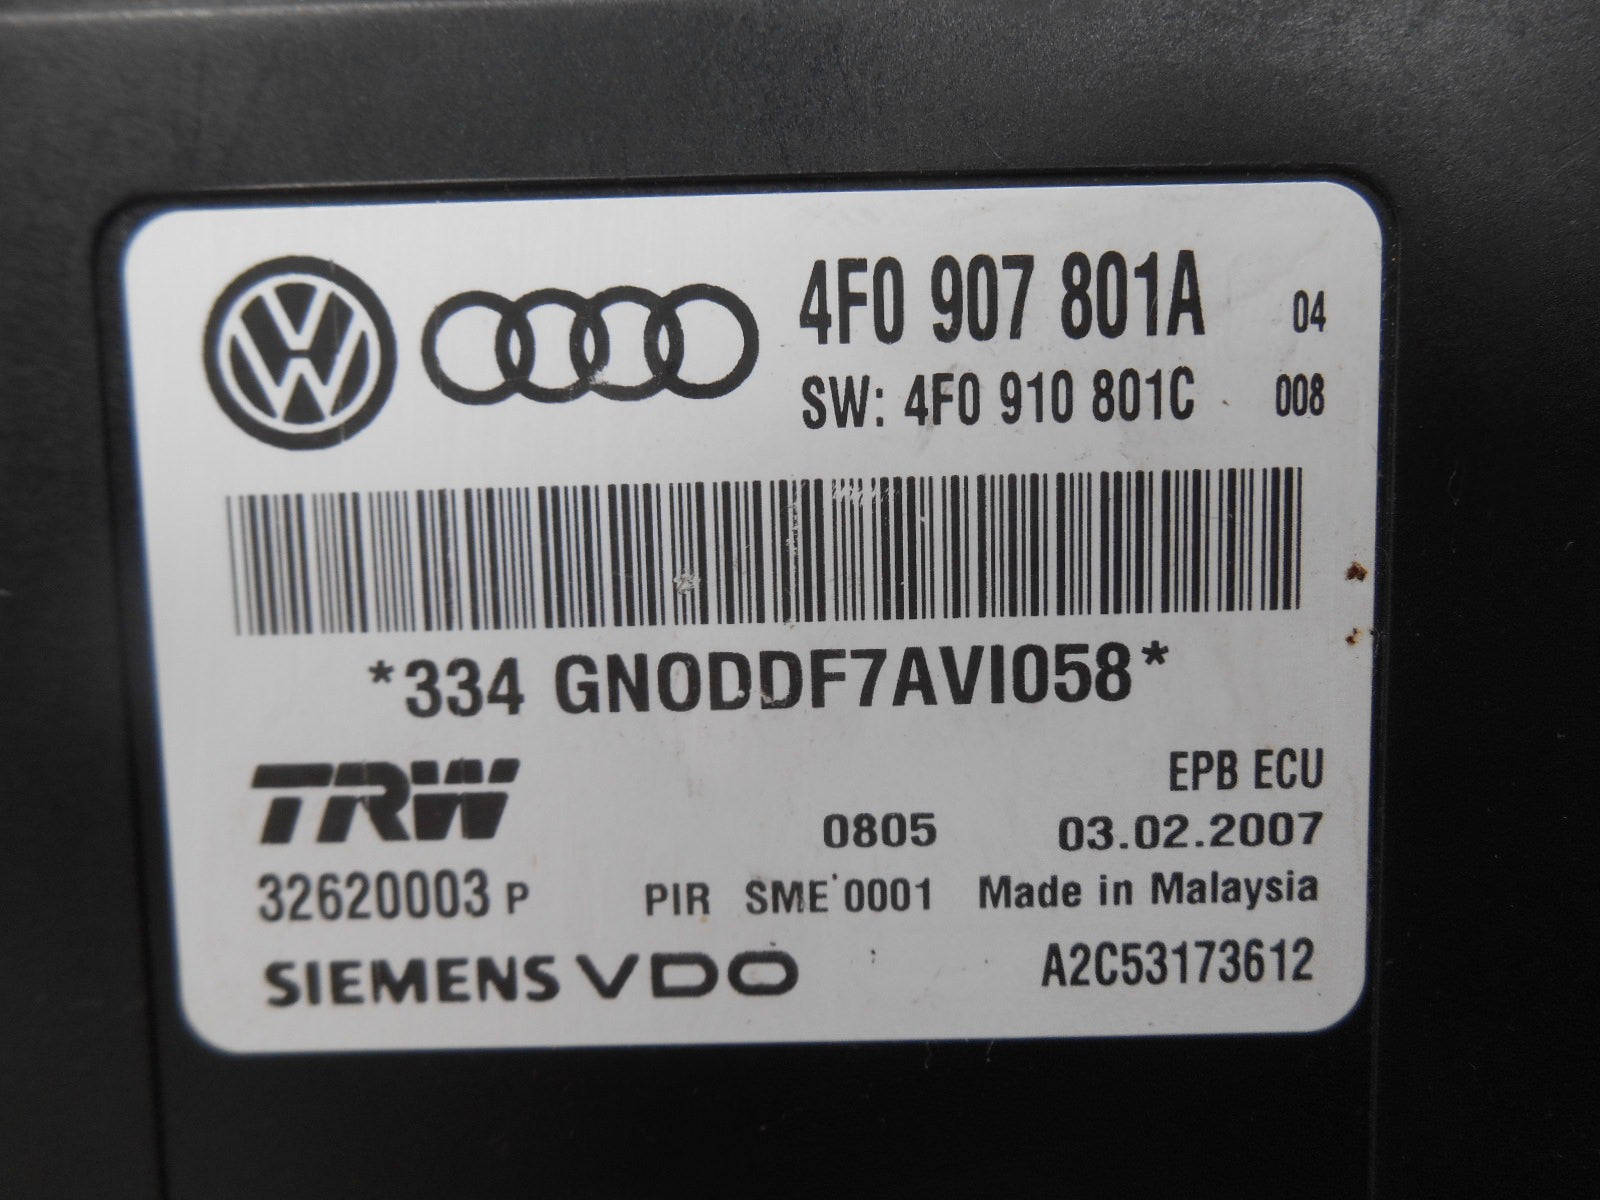 4F0 907 801A 04
SW: 4F0 910 801C 008
*334 GNODDF7AVI058*
TRW EPB ECU
0805 03.02.2007
32620003 P PIR SME 0001 Made in Malaysia
SIEMENS VDO A2C53173612